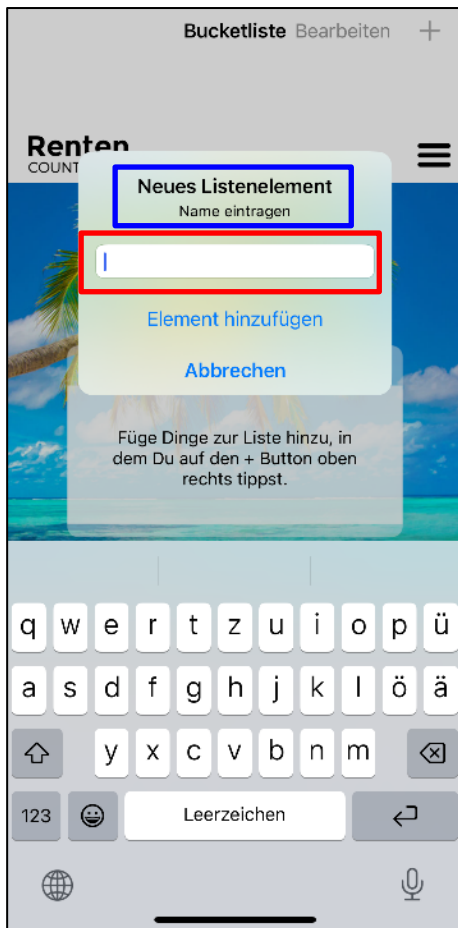 Bucketliste Bearbeiten +
Renten
COUNT
Neues Listenelement
Name eintragen
Element hinzufügen
Abbrechen
Füge Dinge zur Liste hinzu, in
dem Du auf den + Button oben
rechts tippst.
q w e r t z u i o p ü
a s d f g h j k l ö ä
y x c v b n m
123 Leerzeichen